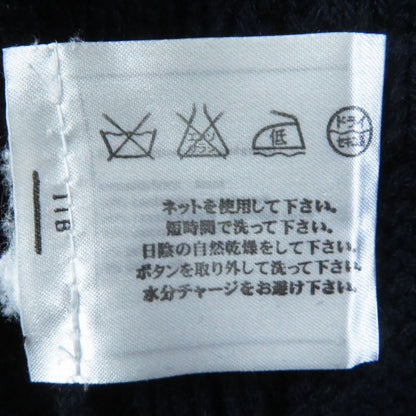 エンソ
サラシ
低
ドライ
セキユ系
ネットを使用して下さい。
短時間で洗って下さい。
日陰の自然乾燥をして下さい。
ボタンを取り外して洗って下さい。
水分チャージをお避け下さい。
11B